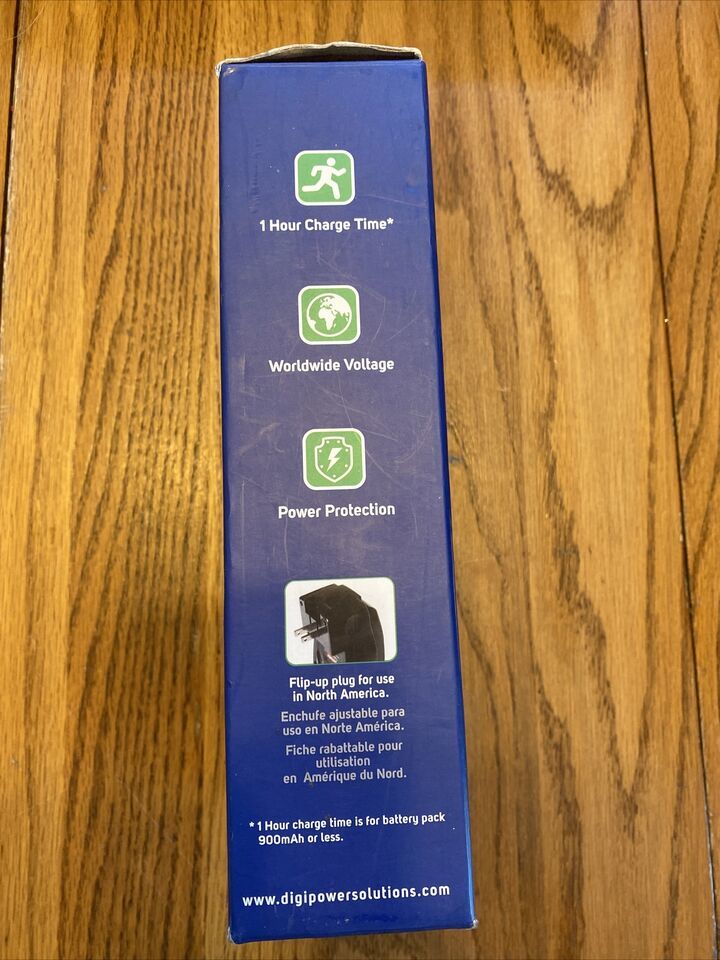 1 Hour Charge Time*
Worldwide Voltage
Power Protection
Flip-up plug for use
in North America.
Enchufe ajustable para
uso en Norte América.
Fiche rabattable pour
utilisation
en Amérique du Nord.
* 1 Hour charge time is for battery pack
900mAh or less.
www.digipowersolutions.com